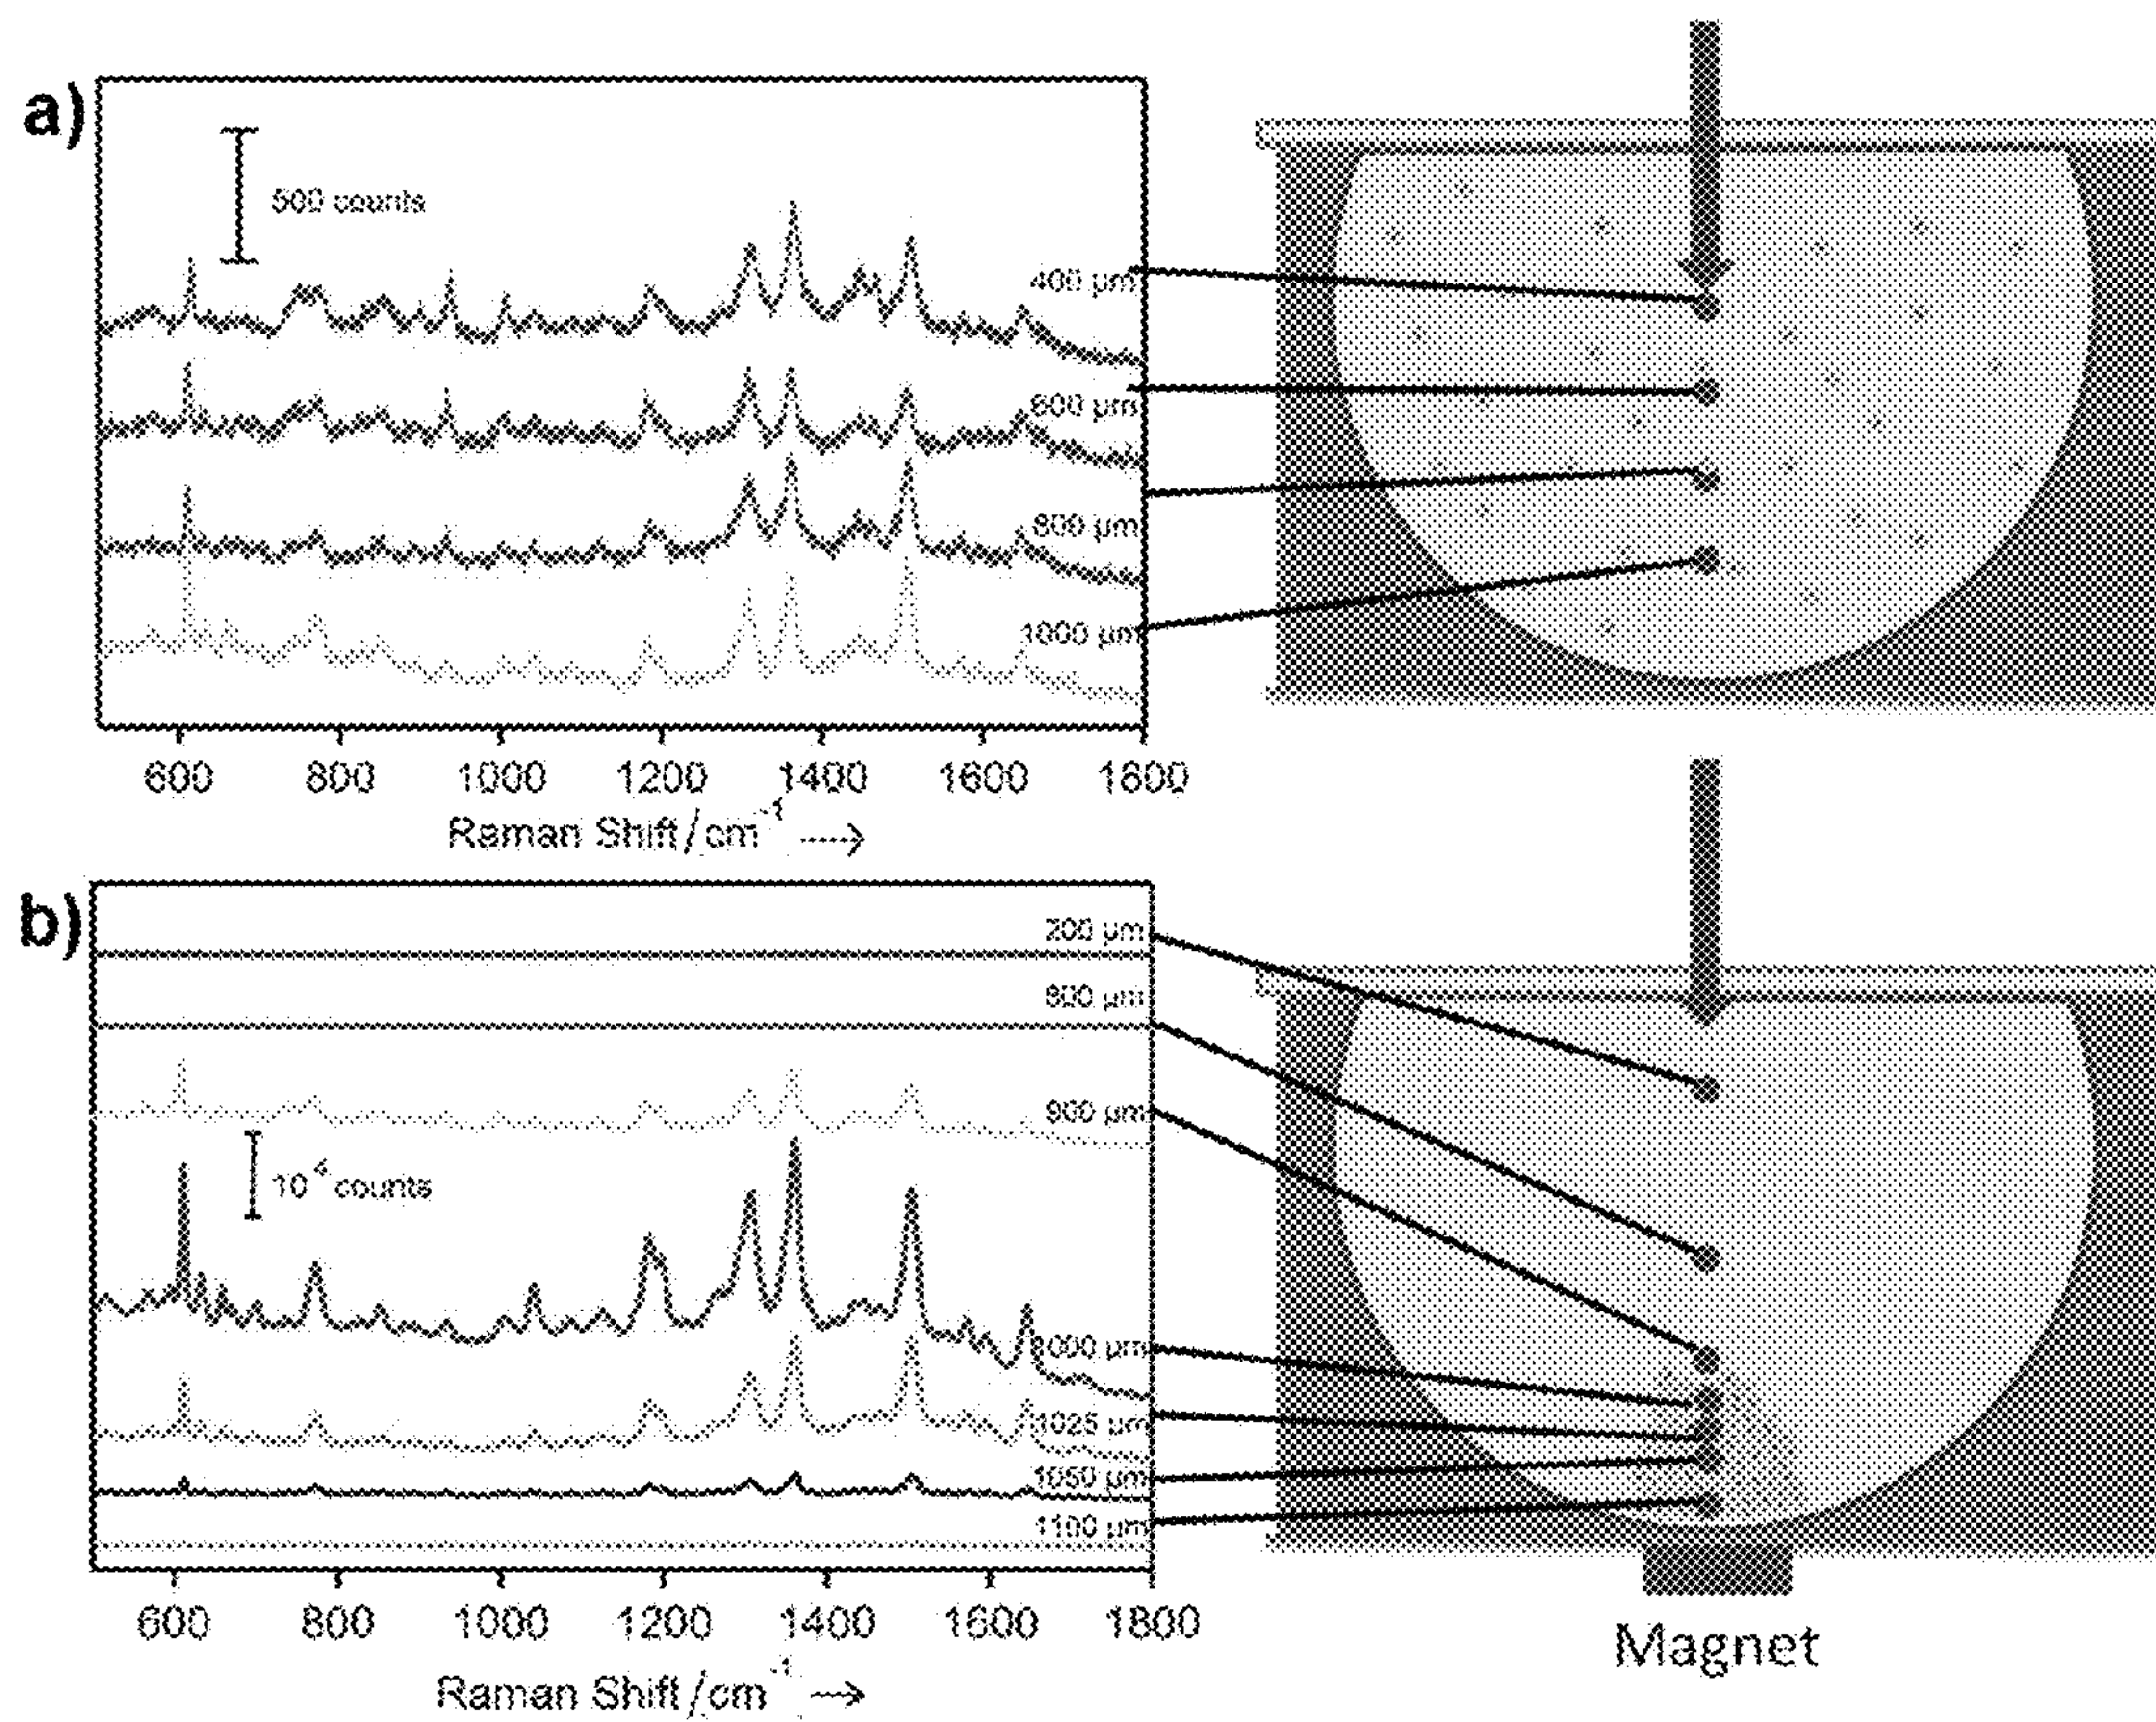 a)
500 counts
400 µm
600 µm
800 µm
1000 µm
600 800 1000 1200 1400 1600 1800
Raman Shift/cm⁻¹ ---->
b)
200 µm
800 µm
900 µm
10⁴ counts
1000 µm
1025 µm
1050 µm
1100 µm
600 800 1000 1200 1400 1600 1800
Magnet
Raman Shift/cm⁻¹ →